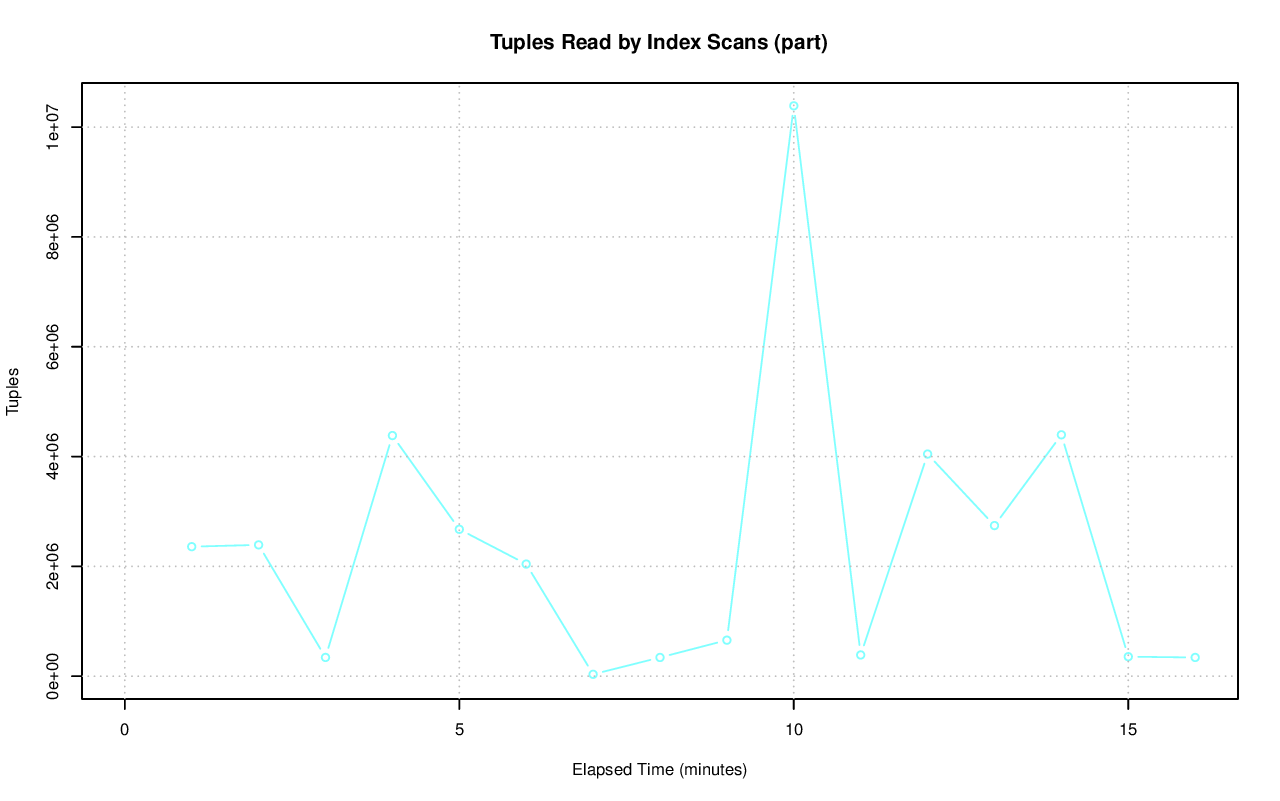 Tuples Read by Index Scans (part)
1e+07
8e+06
6e+06
4e+06
2e+06
0e+00
Tuples
0 5 10 15
Elapsed Time (minutes)